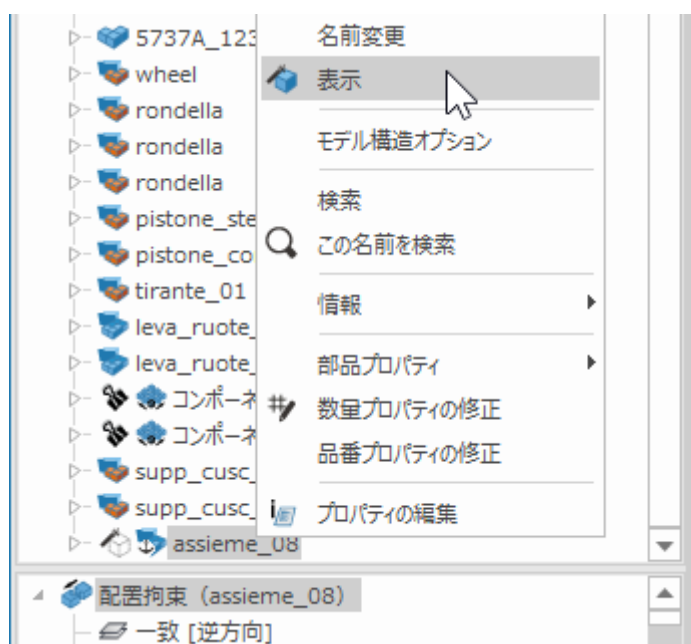 5737A_123
wheel
rondella
rondella
rondella
pistone_ste
pistone_co
tirante_01
leva_ruote_
leva_ruote_
コンポーネ
コンポーネ
supp_cusc_
supp_cusc_
assieme_08
名前変更
表示
モデル構造オプション
検索
この名前を検索
情報
部品プロパティ
数量プロパティの修正
品番プロパティの修正
プロパティの編集
配置拘束（assieme_08）
一致 [逆方向]